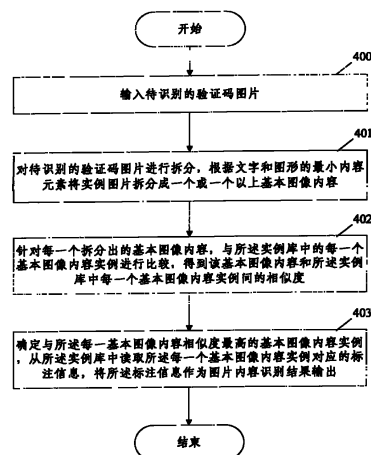 开始
400
输入待识别的验证码图片
401
对待识别的验证码图片进行拆分，根据文字和图形的最小内容
元素将实例图片拆分成一个或一个以上基本图像内容
402
针对每一个拆分出的基本图像内容，与所述实例库中的每一个
基本图像内容实例进行比较，得到该基本图像内容和所述实例
库中每一个基本图像内容实例间的相似度
403
确定与所述每一基本图像内容相似度最高的基本图像内容实例
，从所述实例库中读取所述每一个基本图像内容实例对应的标
注信息，将所述标注信息作为图片内容识别结果输出
结束